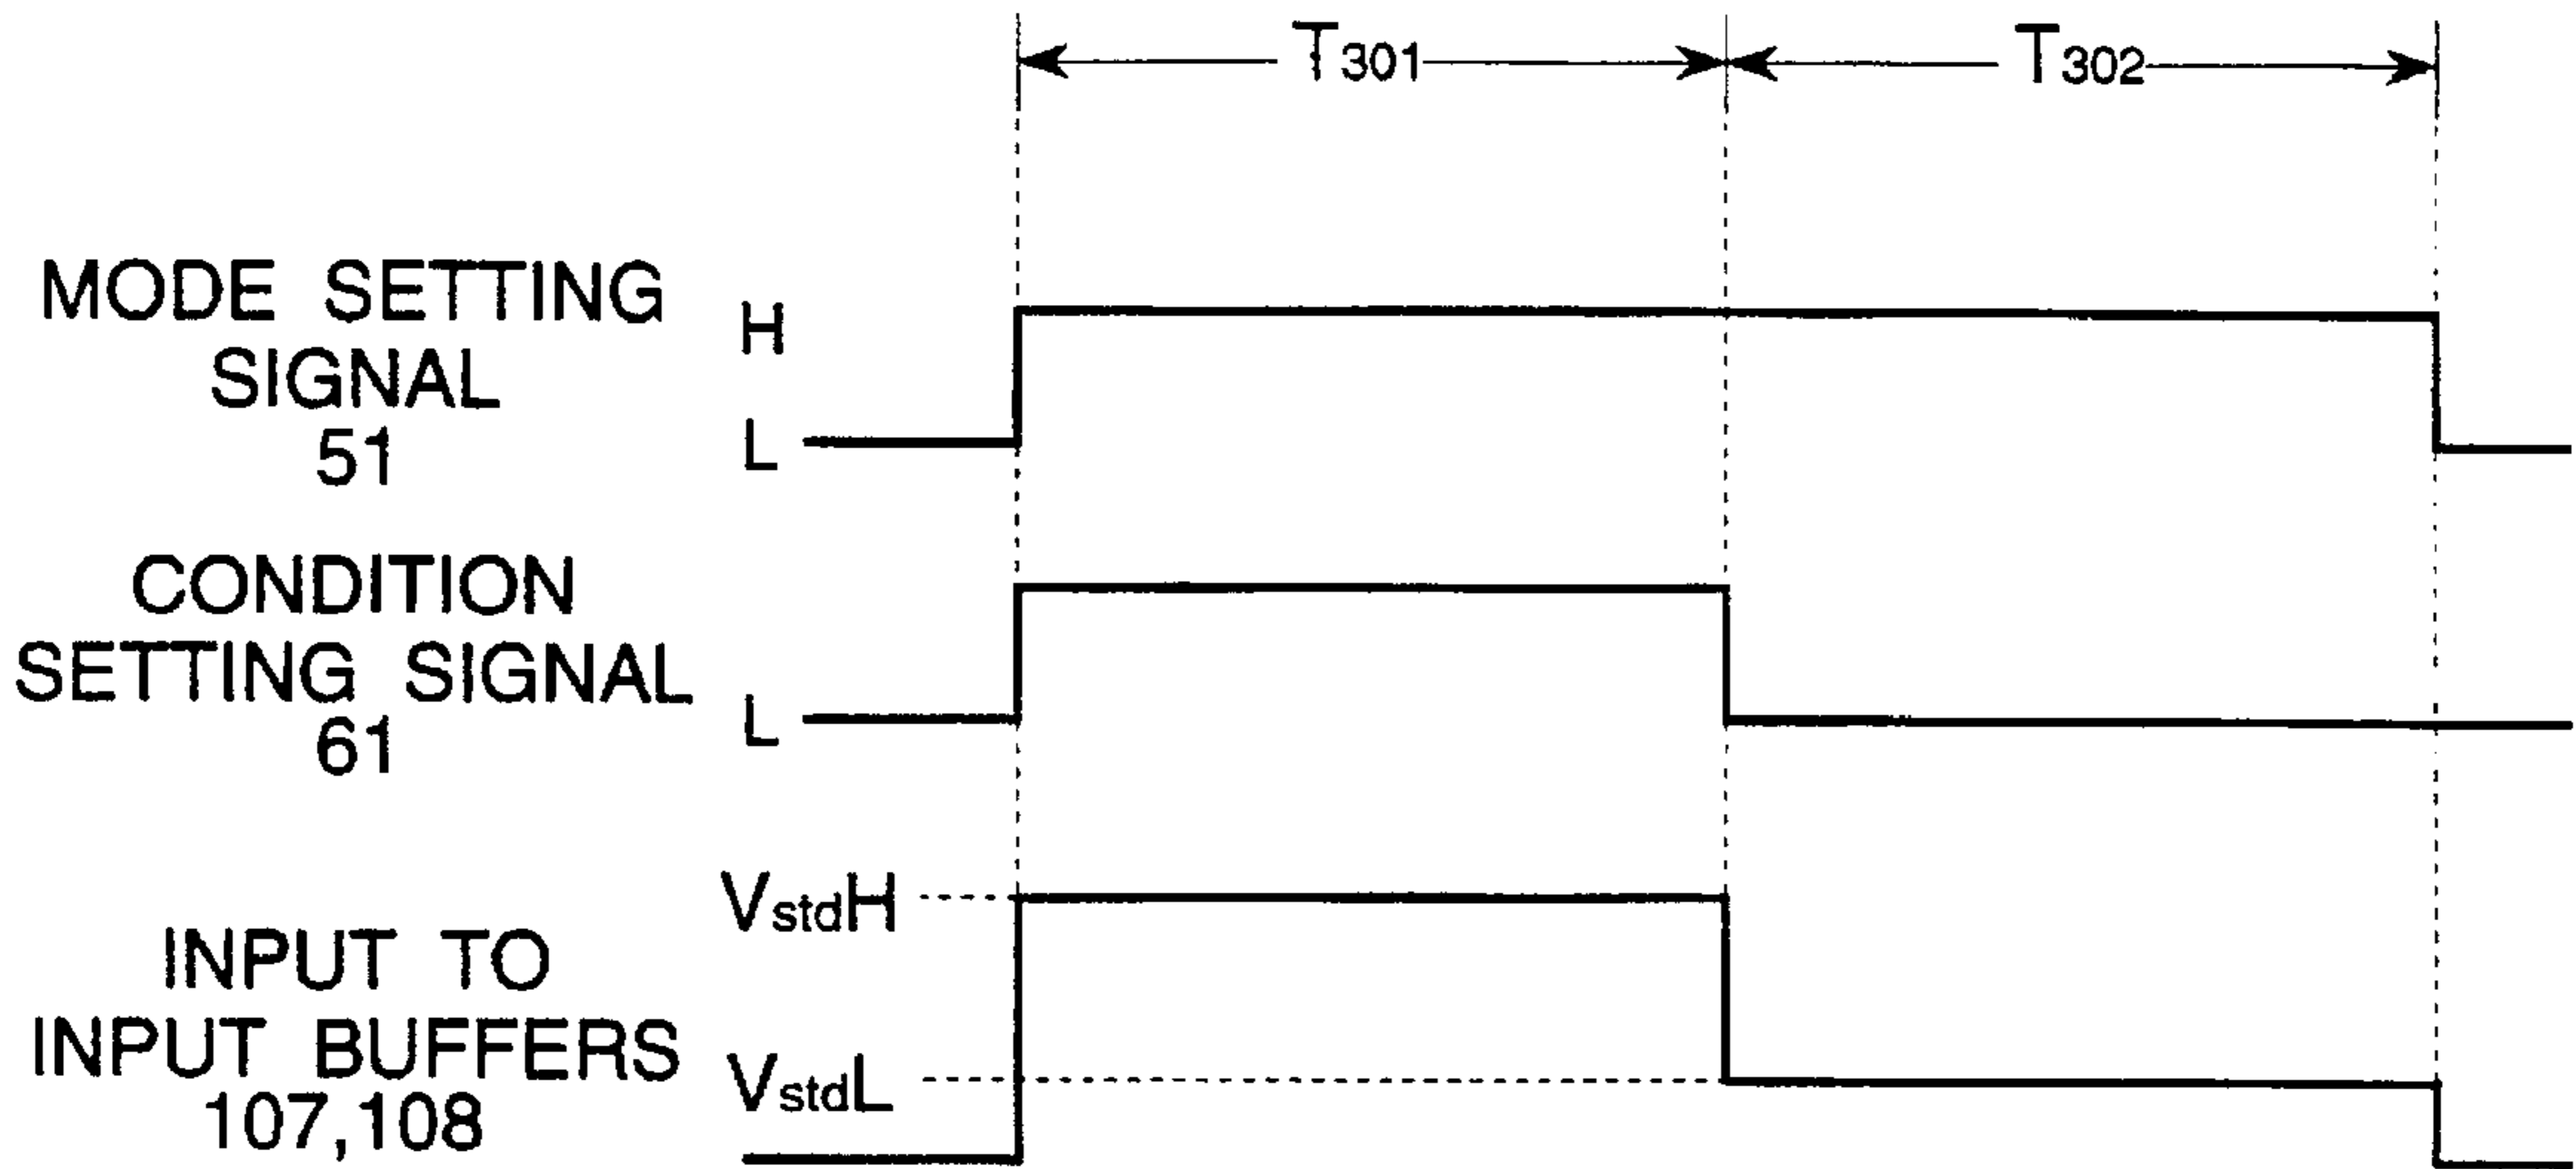 T301
T302
MODE SETTING
SIGNAL
51
H
L
CONDITION
SETTING SIGNAL
61
L
INPUT TO
INPUT BUFFERS
107,108
VstdH
VstdL